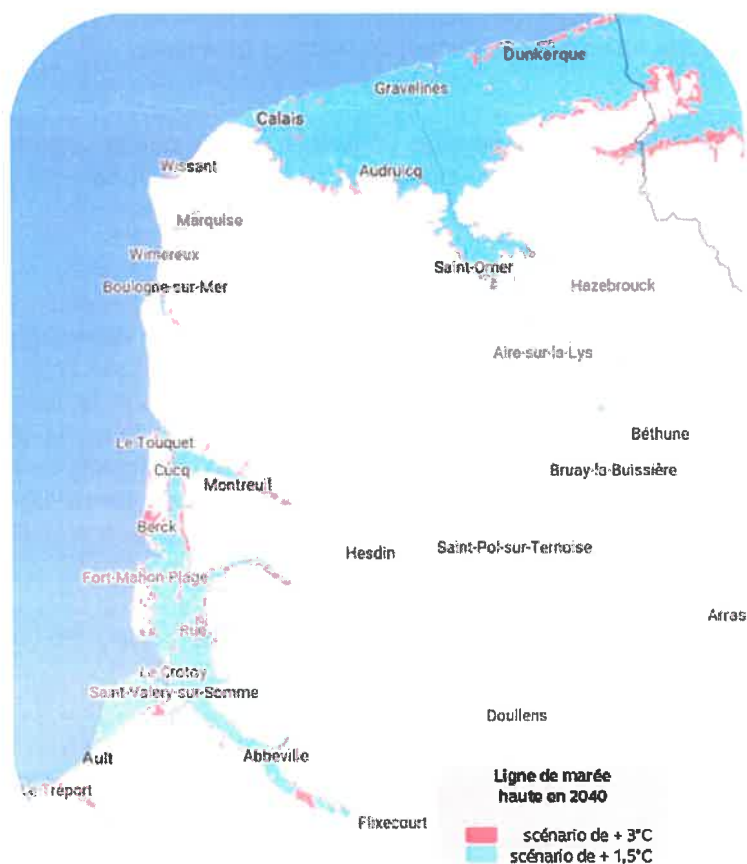 Dunkerque
Gravelines
Calais
Audruicq
Wissant
Marquise
Wimereux
Boulogne-sur-Mer
Saint-Omer
Hazebrouck
Aire-sur-la-Lys
Béthune
Bruay-la-Buissière
Le Touquet
Cucq
Montreuil
Berck
Hesdin
Saint-Pol-sur-Ternoise
Fort-Mahon-Plage
Arras
Rue
Le Crotoy
Saint-Valery-sur-Somme
Doullens
Ault
Abbeville
Le Tréport
Flixecourt
Ligne de marée
haute en 2040
scénario de + 3°C
scénario de + 1,5°C